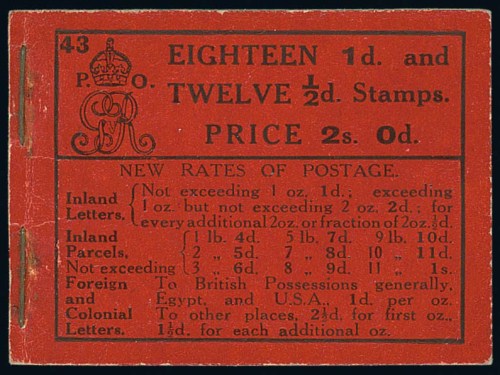 43
P. O.
GRV
EIGHTEEN 1d. and
TWELVE ½d. Stamps.
PRICE 2s. 0d.
NEW RATES OF POSTAGE.
Inland Letters. { Not exceeding 1 oz. 1d.; exceeding
1 oz. but not exceeding 2 oz. 2d.; for
every additional 2oz. or fraction of 2oz. ½d.
Inland Parcels, Not exceeding { 1 lb. 4d. 5 lb. 7d. 9 lb. 10d.
2 „ 5d. 7 „ 8d. 10 „ 11d.
3 „ 6d. 8 „ 9d. 11 „ 1s.
Foreign and Colonial Letters. To British Possessions generally,
Egypt, and U.S.A., 1d. per oz.
To other places, 2½d. for first oz.,
1½d. for each additional oz.